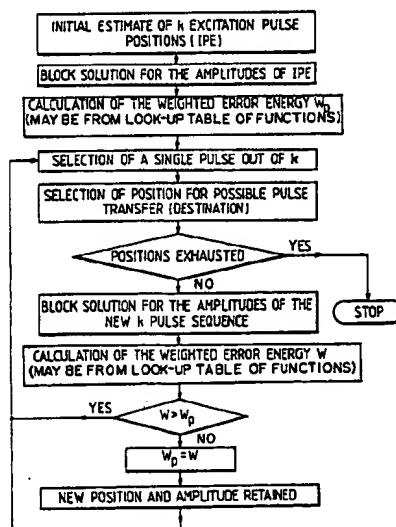 INITIAL ESTIMATE OF k EXCITATION PULSE
POSITIONS (IPE)
BLOCK SOLUTION FOR THE AMPLITUDES OF IPE
CALCULATION OF THE WEIGHTED ERROR ENERGY Wp
(MAY BE FROM LOOK-UP TABLE OF FUNCTIONS)
SELECTION OF A SINGLE PULSE OUT OF k
SELECTION OF POSITION FOR POSSIBLE PULSE
TRANSFER (DESTINATION)
POSITIONS EXHAUSTED
YES
NO
STOP
BLOCK SOLUTION FOR THE AMPLITUDES OF THE
NEW k PULSE SEQUENCE
CALCULATION OF THE WEIGHTED ERROR ENERGY W
(MAY BE FROM LOOK-UP TABLE OF FUNCTIONS)
YES
W>Wp
NO
Wp=W
NEW POSITION AND AMPLITUDE RETAINED